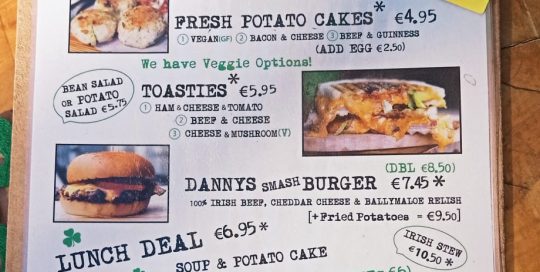 FRESH POTATO CAKES* €4.95
① VEGAN(GF) ② BACON & CHEESE ③ BEEF & GUINNESS
(ADD EGG €2.50)
We have Veggie Options!
BEAN SALAD
OR POTATO
SALAD €5.75
TOASTIES* €5.95
① HAM & CHEESE & TOMATO
② BEEF & CHEESE
③ CHEESE & MUSHROOM (V)
(DBL €8,50)
DANNYS SMASH BURGER €7.45*
100% IRISH BEEF, CHEDDAR CHEESE & BALLYMALOE RELISH
[+Fried Potatoes = €9.50]
LUNCH DEAL €6.95*
SOUP & POTATO CAKE
IRISH STEW
€10.50*